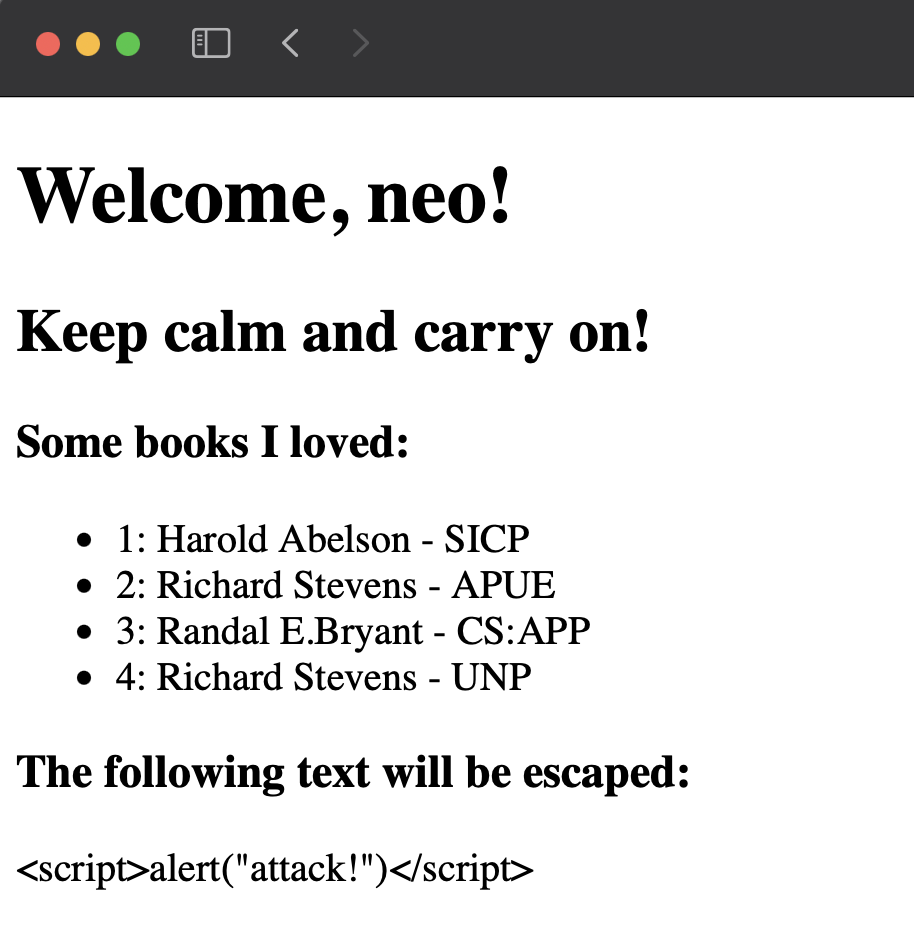 Welcome, neo!
Keep calm and carry on!
Some books I loved:
1: Harold Abelson - SICP
2: Richard Stevens - APUE
3: Randal E.Bryant - CS:APP
4: Richard Stevens - UNP
The following text will be escaped:
<script>alert("attack!")</script>